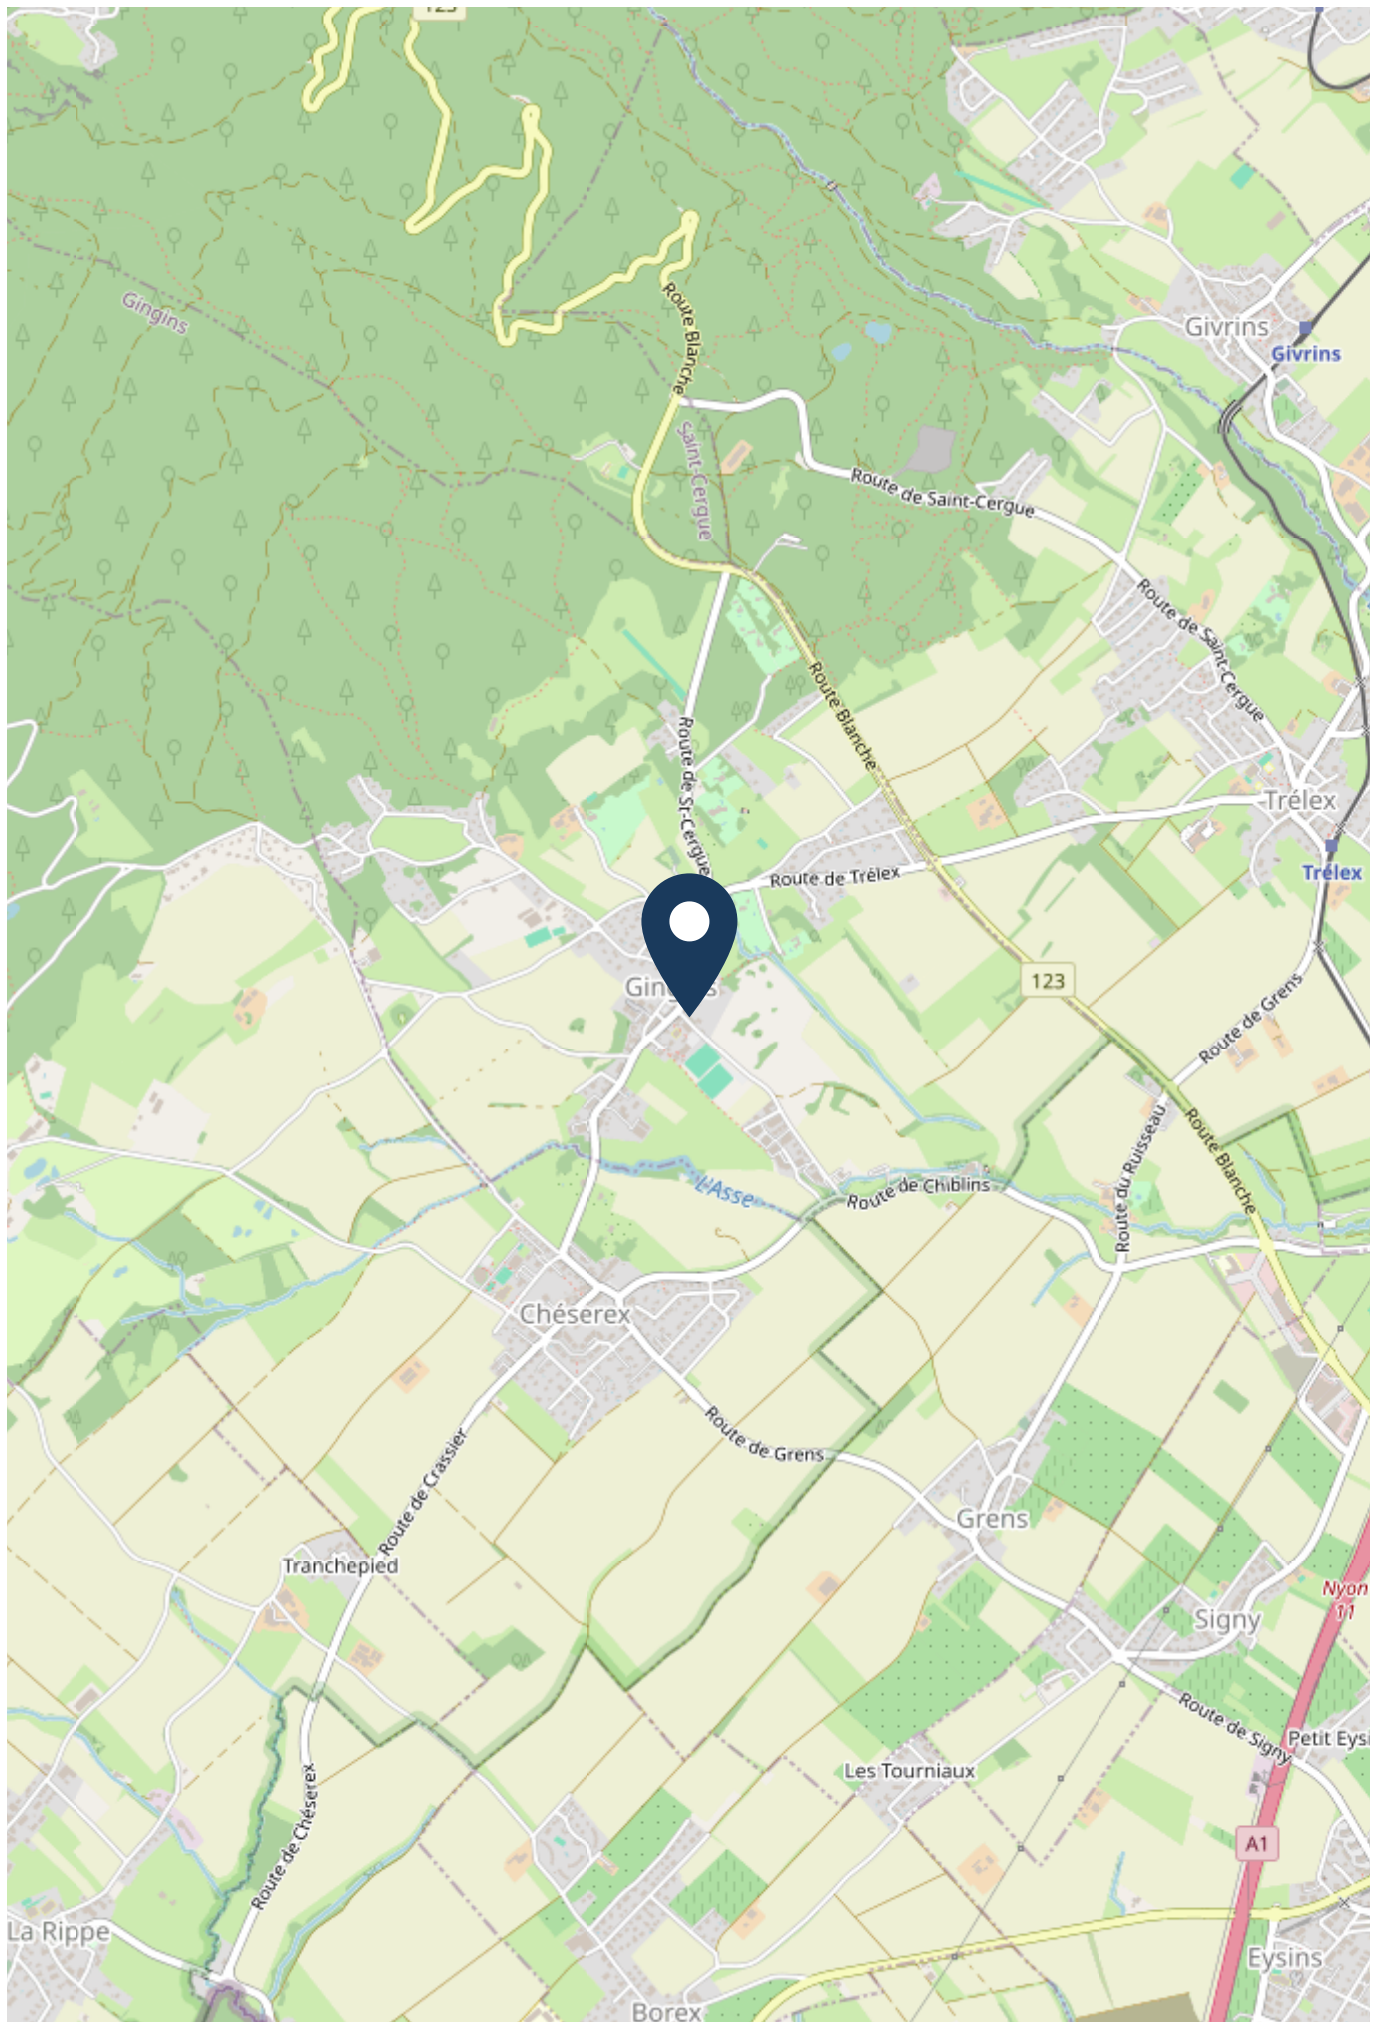 123
Gingins
Route Blanche
Givrins
Givrins
Saint-Cergue
Route de Saint-Cergue
Route de Saint-Cergue
Route Blanche
Route de St-Cergue
Trélex
Trélex
Route de Trélex
123
Route de Grens
Route Blanche
Route du Ruisseau
L'Asse
Route de Chiblins
Chéserex
Route de Grens
Route de Crassier
Grens
Tranchepied
Nyon
11
Signy
Route de Signy
Petit Eysi
Les Tourniaux
Route de Chéserex
A1
La Rippe
Eysins
Borex